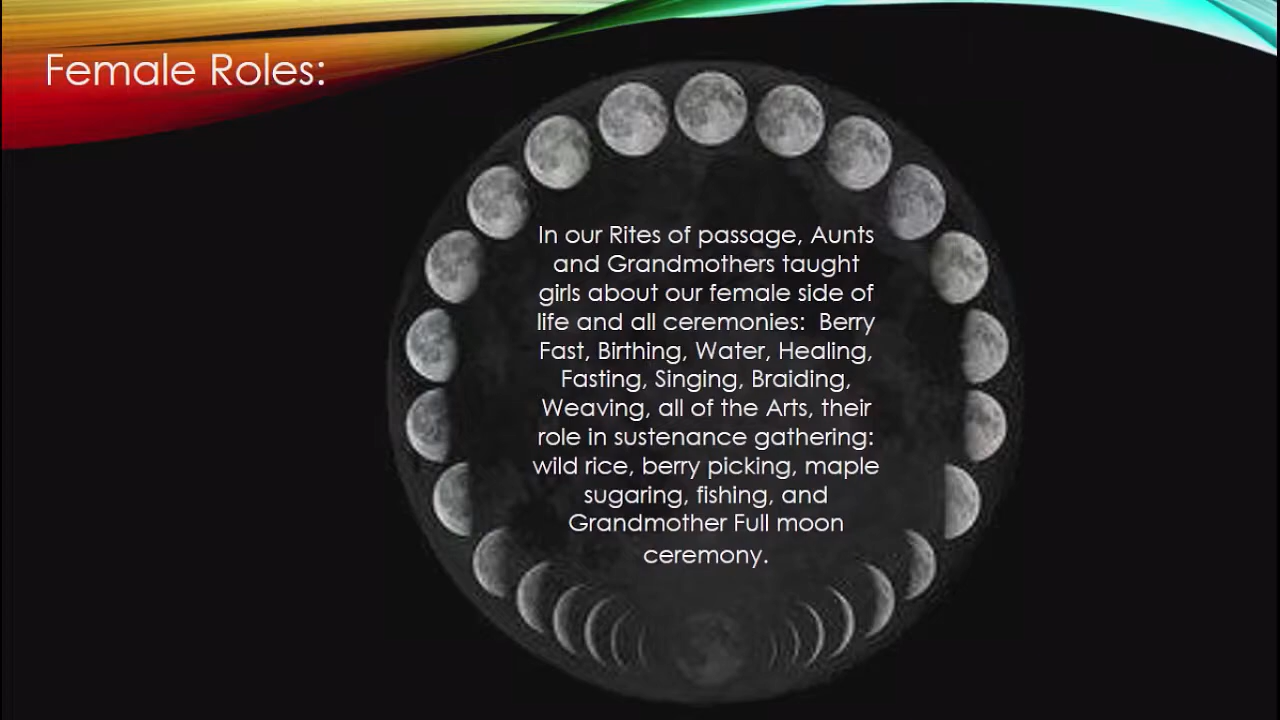 Female Roles:
In our Rites of passage, Aunts
and Grandmothers taught
girls about our female side of
life and all ceremonies:  Berry
Fast, Birthing, Water, Healing,
Fasting, Singing, Braiding,
Weaving, all of the Arts, their
role in sustenance gathering:
wild rice, berry picking, maple
sugaring, fishing, and
Grandmother Full moon
ceremony.